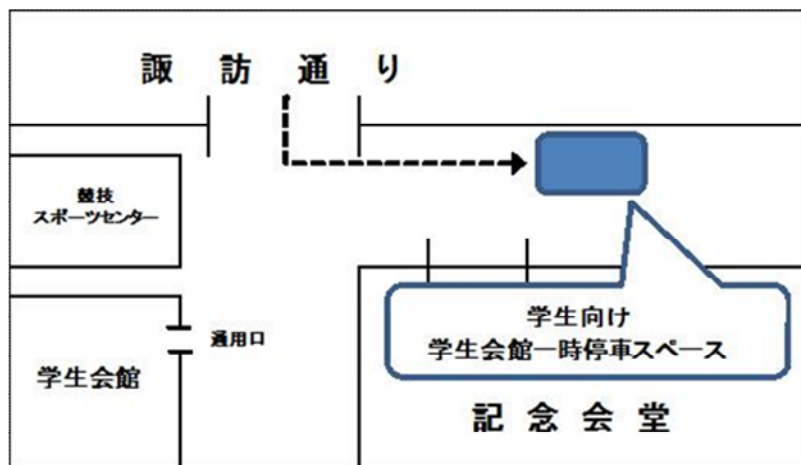 諏訪通り
競技
スポーツセンター
通用口
学生会館
学生向け
学生会館一時停車スペース
記念会堂